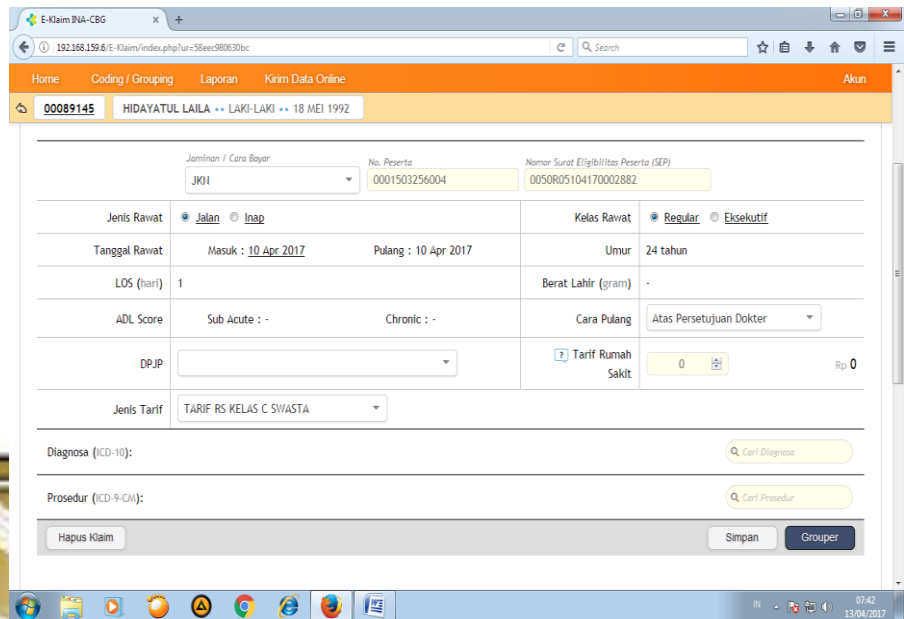 E-Klaim INA-CBG × +
192.168.159.6/E-Klaim/index.php?ur=58eec980630bc Search
Home Coding / Grouping Laporan Kirim Data Online Akun
00089145 HIDAYATUL LAILA •• LAKI-LAKI •• 18 MEI 1992
Jaminan / Cara Bayar No. Peserta Nomor Surat Eligibilitas Peserta (SEP)
JKN 0001503256004 0050R05104170002882
Jenis Rawat Jalan Inap Kelas Rawat Regular Eksekutif
Tanggal Rawat Masuk : 10 Apr 2017 Pulang : 10 Apr 2017 Umur 24 tahun
LOS (hari) 1 Berat Lahir (gram) -
ADL Score Sub Acute : - Chronic : - Cara Pulang Atas Persetujuan Dokter
DPJP ? Tarif Rumah Sakit 0 Rp 0
Jenis Tarif TARIF RS KELAS C SWASTA
Diagnosa (ICD-10): Cari Diagnosa
Prosedur (ICD-9-CM): Cari Prosedur
Hapus Klaim Simpan Grouper
IN 07:42
13/04/2017